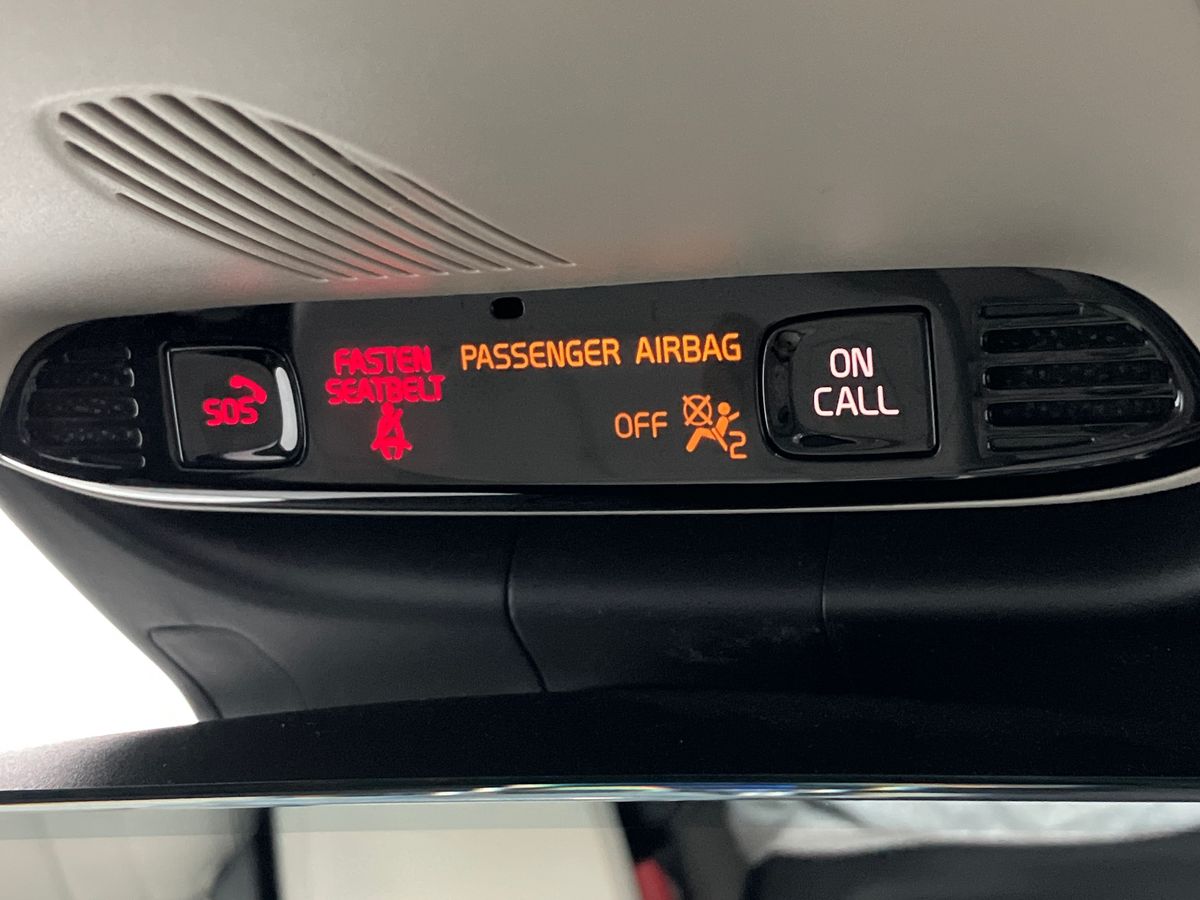 SOS
FASTEN
SEATBELT
PASSENGER AIRBAG
OFF
2
ON
CALL